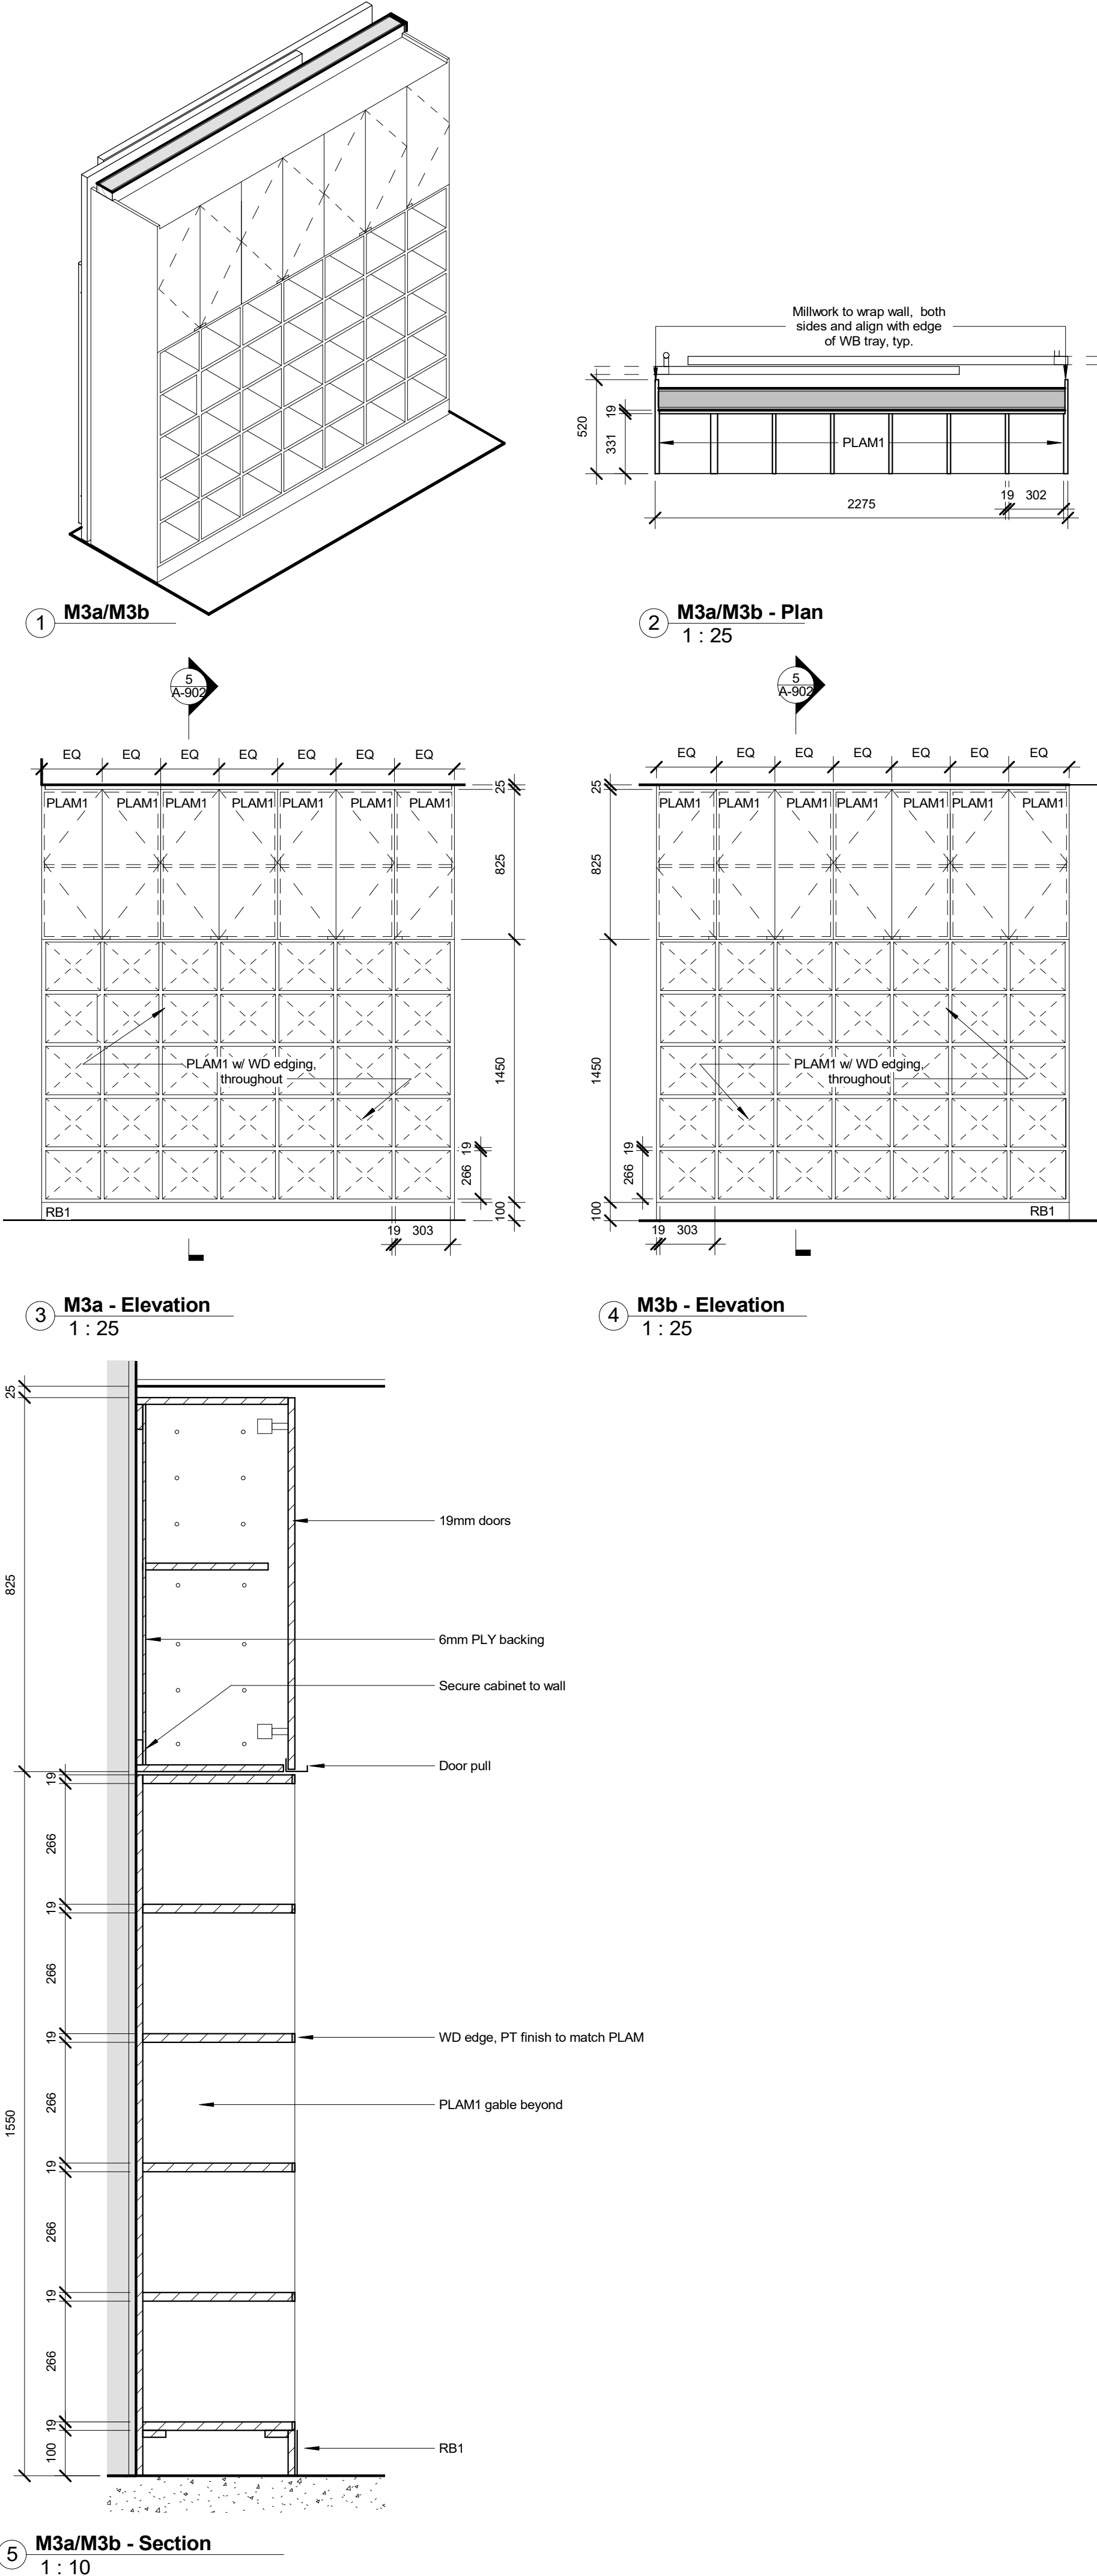 Millwork to wrap wall, both
sides and align with edge
of WB tray, typ.
520
19
331
PLAM1
19 302
2275
1 M3a/M3b
2 M3a/M3b - Plan
1 : 25
5
A-902
EQ EQ EQ EQ EQ EQ EQ
25
PLAM1 PLAM1 PLAM1 PLAM1 PLAM1 PLAM1 PLAM1
825
1450
PLAM1 w/ WD edging,
throughout
19
266
100
RB1
19 303
3 M3a - Elevation
1 : 25
5
A-902
EQ EQ EQ EQ EQ EQ EQ
25
PLAM1 PLAM1 PLAM1 PLAM1 PLAM1 PLAM1 PLAM1
825
1450
PLAM1 w/ WD edging,
throughout
19
266
100
RB1
19 303
4 M3b - Elevation
1 : 25
25
19mm doors
825
6mm PLY backing
Secure cabinet to wall
Door pull
19
266
19
266
19
WD edge, PT finish to match PLAM
266
PLAM1 gable beyond
1550
19
266
19
266
19
100
RB1
5 M3a/M3b - Section
1 : 10